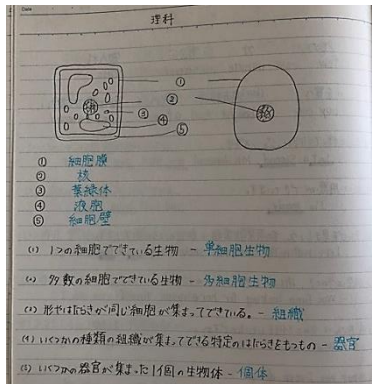 Date
理科
①
②
③
④
⑤
① 細胞膜
② 核
③ 葉緑体
④ 液胞
⑤ 細胞壁
(1) 1つの細胞でできている生物 - 単細胞生物
(2) 多数の細胞でできている生物 - 多細胞生物
(3) 形やはたらきが同じ細胞が集まってできている。 - 組織
(4) いくつかの種類の組織が集まってできる特定のはたらきをもつもの - 器官
(5) いくつかの器官が集まった1個の生物体 - 個体